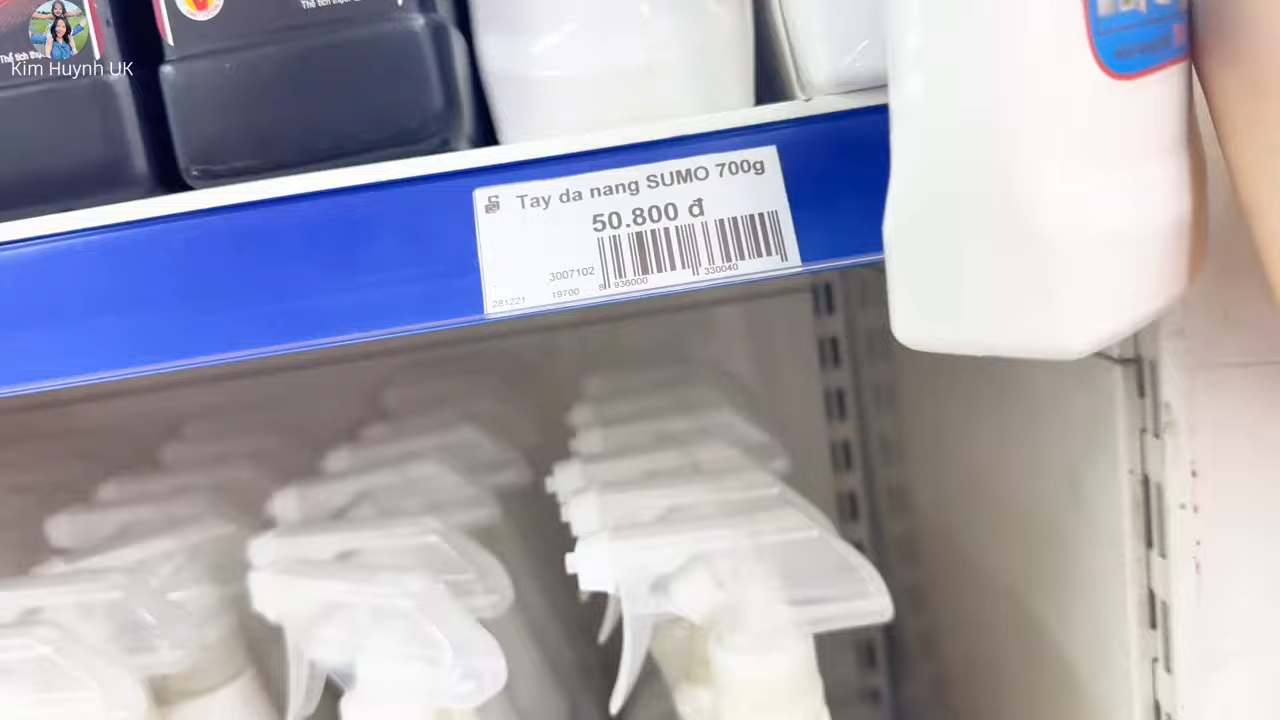 Kim Huynh UK
Tay da nang SUMO 700g
50.800 đ
3007102
281221 19700 8 936000 330040